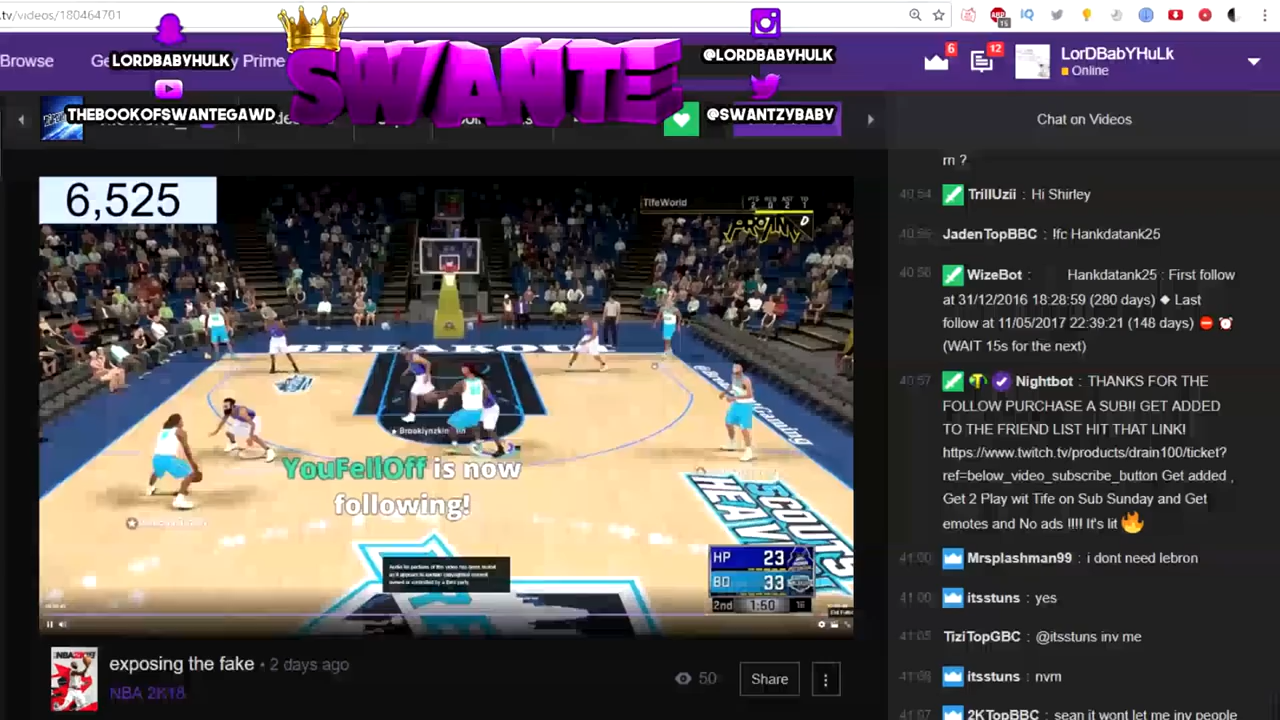 .tv/videos/180464701
LORDBABYHULK
THEBOOKOFSWANTEGAWD
SWANTE
@LORDBABYHULK
@SWANTZYBABY
Browse
Ge
y Prime
6
12
LorDBabYHuLk
Online
Chat on Videos
6,525
TifeWorld
BREAKOUT
YouFellOff is now
following!
HP 23
BO 33
2nd 1:50 16
exposing the fake • 2 days ago
NBA 2K18
50
Share
rn ?
40:54 TrillUzii : Hi Shirley
JadenTopBBC : lfc Hankdatank25
40:56 WizeBot : Hankdatank25 : First follow
at 31/12/2016 18:28:59 (280 days) ◆ Last
follow at 11/05/2017 22:39:21 (148 days) ⛔ ⏰
(WAIT 15s for the next)
40:57 Nightbot : THANKS FOR THE
FOLLOW PURCHASE A SUB!! GET ADDED
TO THE FRIEND LIST HIT THAT LINK!
https://www.twitch.tv/products/drain100/ticket?
ref=below_video_subscribe_button Get added ,
Get 2 Play wit Tife on Sub Sunday and Get
emotes and No ads !!!! It's lit 🔥
41:00 Mrsplashman99 : i dont need lebron
41:00 itsstuns : yes
41:05 TiziTopGBC : @itsstuns inv me
41:06 itsstuns : nvm
41:07 2KTopBBC : sean it wont let me inv people